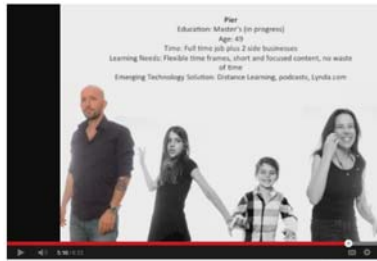 Pier
Education: Master's (in progress)
Age: 49
Time: Full time job plus 2 side businesses
Learning Needs: Flexible time frames, short and focused content, no waste
of time
Emerging Technology Solution: Distance Learning, podcasts, Lynda.com